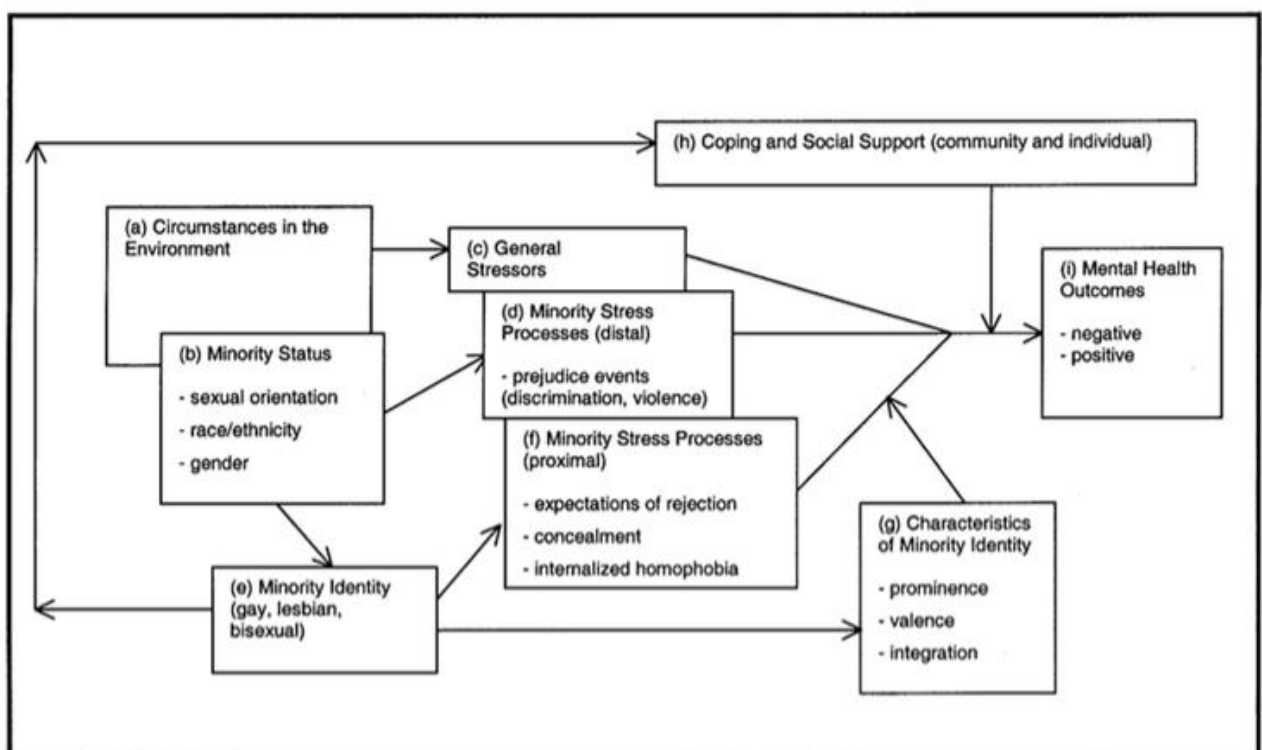 (h) Coping and Social Support (community and individual)
(a) Circumstances in the
Environment
(c) General
Stressors
(i) Mental Health
Outcomes
- negative
- positive
(d) Minority Stress
Processes (distal)
- prejudice events
(discrimination, violence)
(b) Minority Status
- sexual orientation
- race/ethnicity
- gender
(f) Minority Stress Processes
(proximal)
- expectations of rejection
- concealment
- internalized homophobia
(g) Characteristics
of Minority Identity
- prominence
- valence
- integration
(e) Minority Identity
(gay, lesbian,
bisexual)